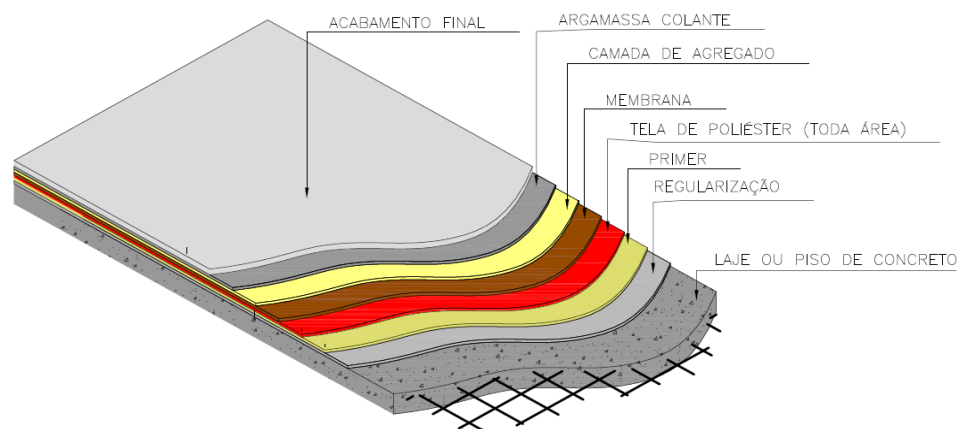 ACABAMENTO FINAL
ARGAMASSA COLANTE
CAMADA DE AGREGADO
MEMBRANA
TELA DE POLIÉSTER (TODA ÁREA)
PRIMER
REGULARIZAÇÃO
LAJE OU PISO DE CONCRETO